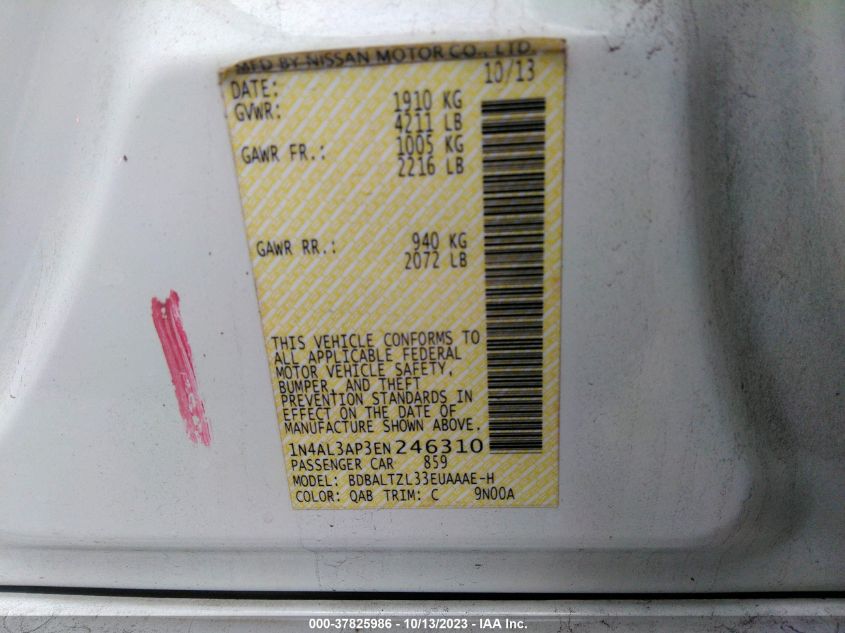 MFD BY NISSAN MOTOR CO., LTD.
DATE: 10/13
GVWR: 1910 KG
4211 LB
GAWR FR.: 1005 KG
2216 LB
GAWR RR.: 940 KG
2072 LB
THIS VEHICLE CONFORMS TO
ALL APPLICABLE FEDERAL
MOTOR VEHICLE SAFETY,
BUMPER, AND THEFT
PREVENTION STANDARDS IN
EFFECT ON THE DATE OF
MANUFACTURE SHOWN ABOVE.
1N4AL3AP3EN246310
PASSENGER CAR 859
MODEL: BDBALTZL33EUAAAE-H
COLOR: QAB TRIM: C 9N00A
000-37825986 - 10/13/2023 - IAA Inc.